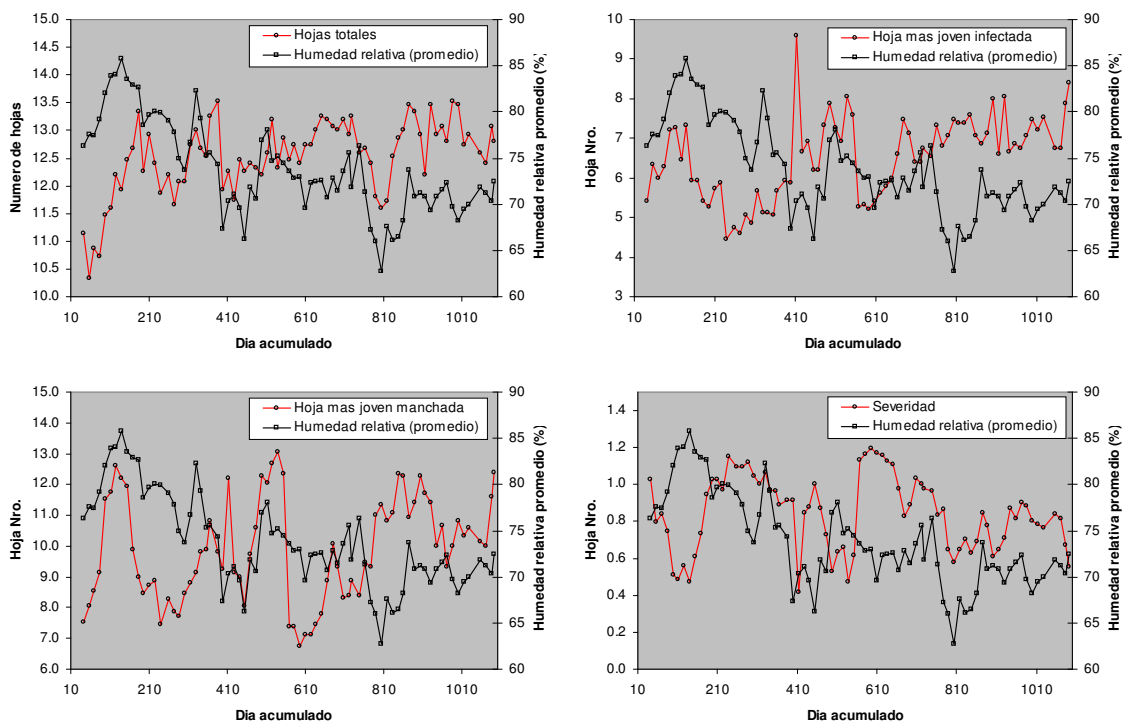 Hojas totales
Humedad relativa (promedio)
15.0
14.5
14.0
13.5
13.0
12.5
12.0
11.5
11.0
10.5
10.0
Numero de hojas
90
85
80
75
70
65
60
Humedad relativa promedio (%)
10 210 410 610 810 1010
Dia acumulado
Hoja mas joven infectada
Humedad relativa (promedio)
10
9
8
7
6
5
4
3
Hoja Nro.
90
85
80
75
70
65
60
Humedad relativa promedio (%)
10 210 410 610 810 1010
Dia acumulado
Hoja mas joven manchada
Humedad relativa (promedio)
15.0
14.0
13.0
12.0
11.0
10.0
9.0
8.0
7.0
6.0
Hoja Nro.
90
85
80
75
70
65
60
Humedad relativa promedio (%)
10 210 410 610 810 1010
Dia acumulado
Severidad
Humedad relativa (promedio)
1.4
1.2
1.0
0.8
0.6
0.4
0.2
0.0
Hoja Nro.
90
85
80
75
70
65
60
Humedad relativa promedio (%)
10 210 410 610 810 1010
Dia acumulado